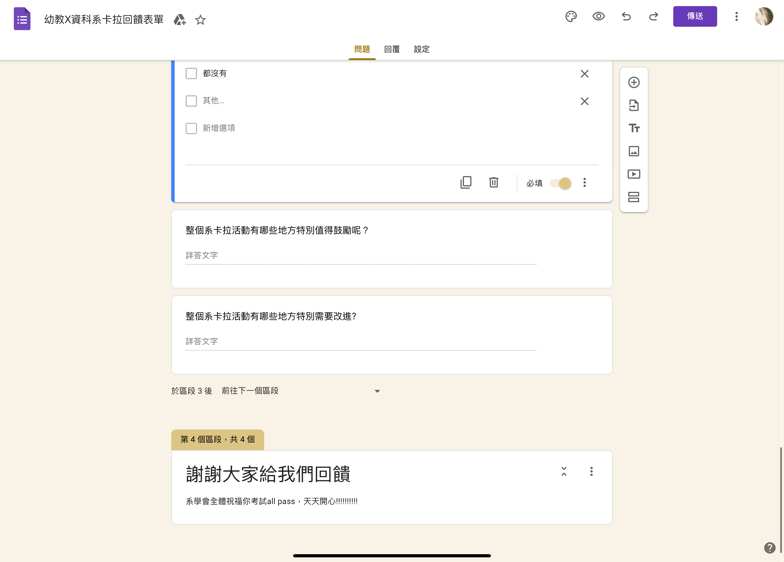 幼教X資科系卡拉回饋表單
傳送
問題 回覆 設定
都沒有
其他...
新增選項
必填
整個系卡拉活動有哪些地方特別值得鼓勵呢？
詳答文字
整個系卡拉活動有哪些地方特別需要改進?
詳答文字
於區段 3 後 前往下一個區段
第 4 個區段，共 4 個
謝謝大家給我們回饋
系學會全體祝福你考試all pass，天天開心!!!!!!!!!!